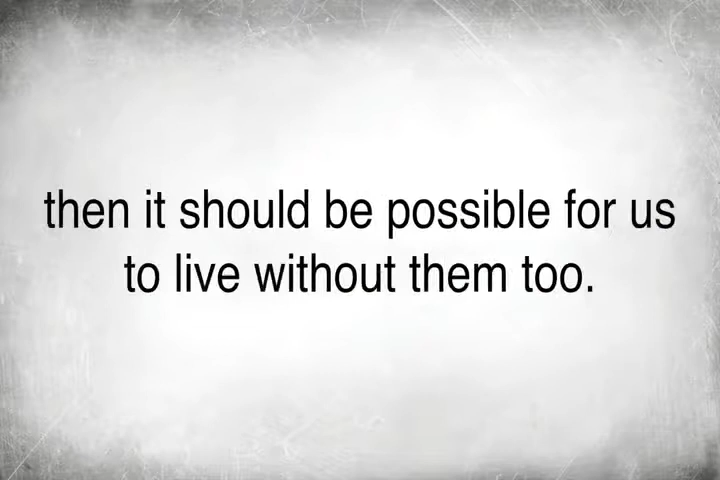 then it should be possible for us
to live without them too.